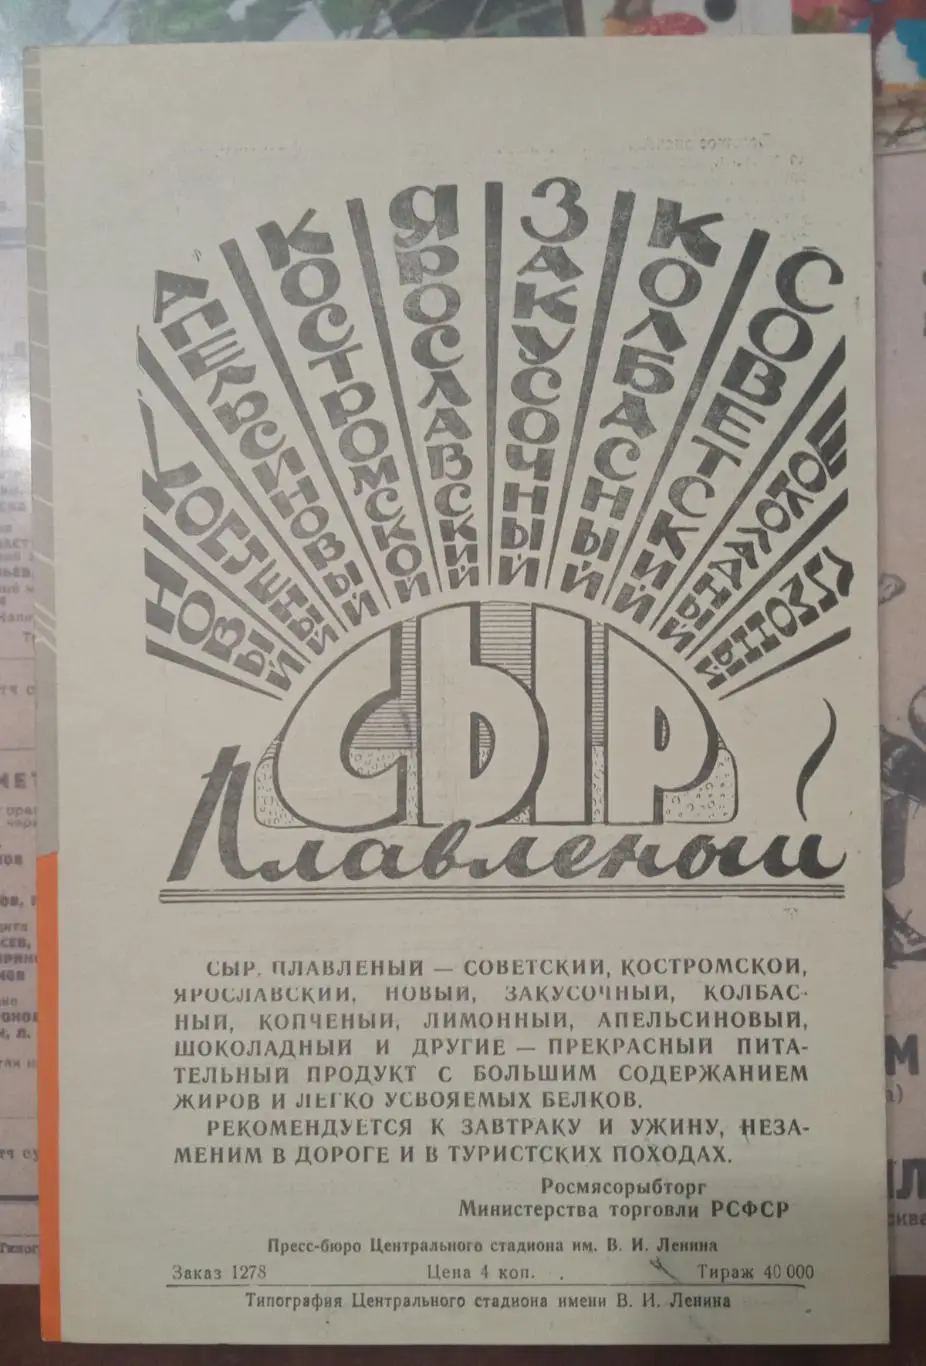 НОВЫЙ
КОПЧЕНЫЙ
АПЕЛЬСИНОВЫЙ
КОСТРОМСКОЙ
ЯРОСЛАВСКИЙ
ЗАКУСОЧНЫЙ
КОЛБАСНЫЙ
СОВЕТСКИЙ
ШОКОЛАДНЫЙ
ЛИМОННЫЙ
СЫР
Плавленый
СЫР ПЛАВЛЕНЫЙ — СОВЕТСКИЙ, КОСТРОМСКОЙ,
ЯРОСЛАВСКИЙ, НОВЫЙ, ЗАКУСОЧНЫЙ, КОЛБАС-
НЫЙ, КОПЧЕНЫЙ, ЛИМОННЫЙ, АПЕЛЬСИНОВЫЙ,
ШОКОЛАДНЫЙ И ДРУГИЕ — ПРЕКРАСНЫЙ ПИТА-
ТЕЛЬНЫЙ ПРОДУКТ С БОЛЬШИМ СОДЕРЖАНИЕМ
ЖИРОВ И ЛЕГКО УСВОЯЕМЫХ БЕЛКОВ.
РЕКОМЕНДУЕТСЯ К ЗАВТРАКУ И УЖИНУ, НЕЗА-
МЕНИМ В ДОРОГЕ И В ТУРИСТСКИХ ПОХОДАХ.
Росмясорыбторг
Министерства торговли РСФСР
Пресс-бюро Центрального стадиона им. В. И. Ленина
Заказ 1278 Цена 4 коп. Тираж 40 000
Типография Центрального стадиона имени В. И. Ленина